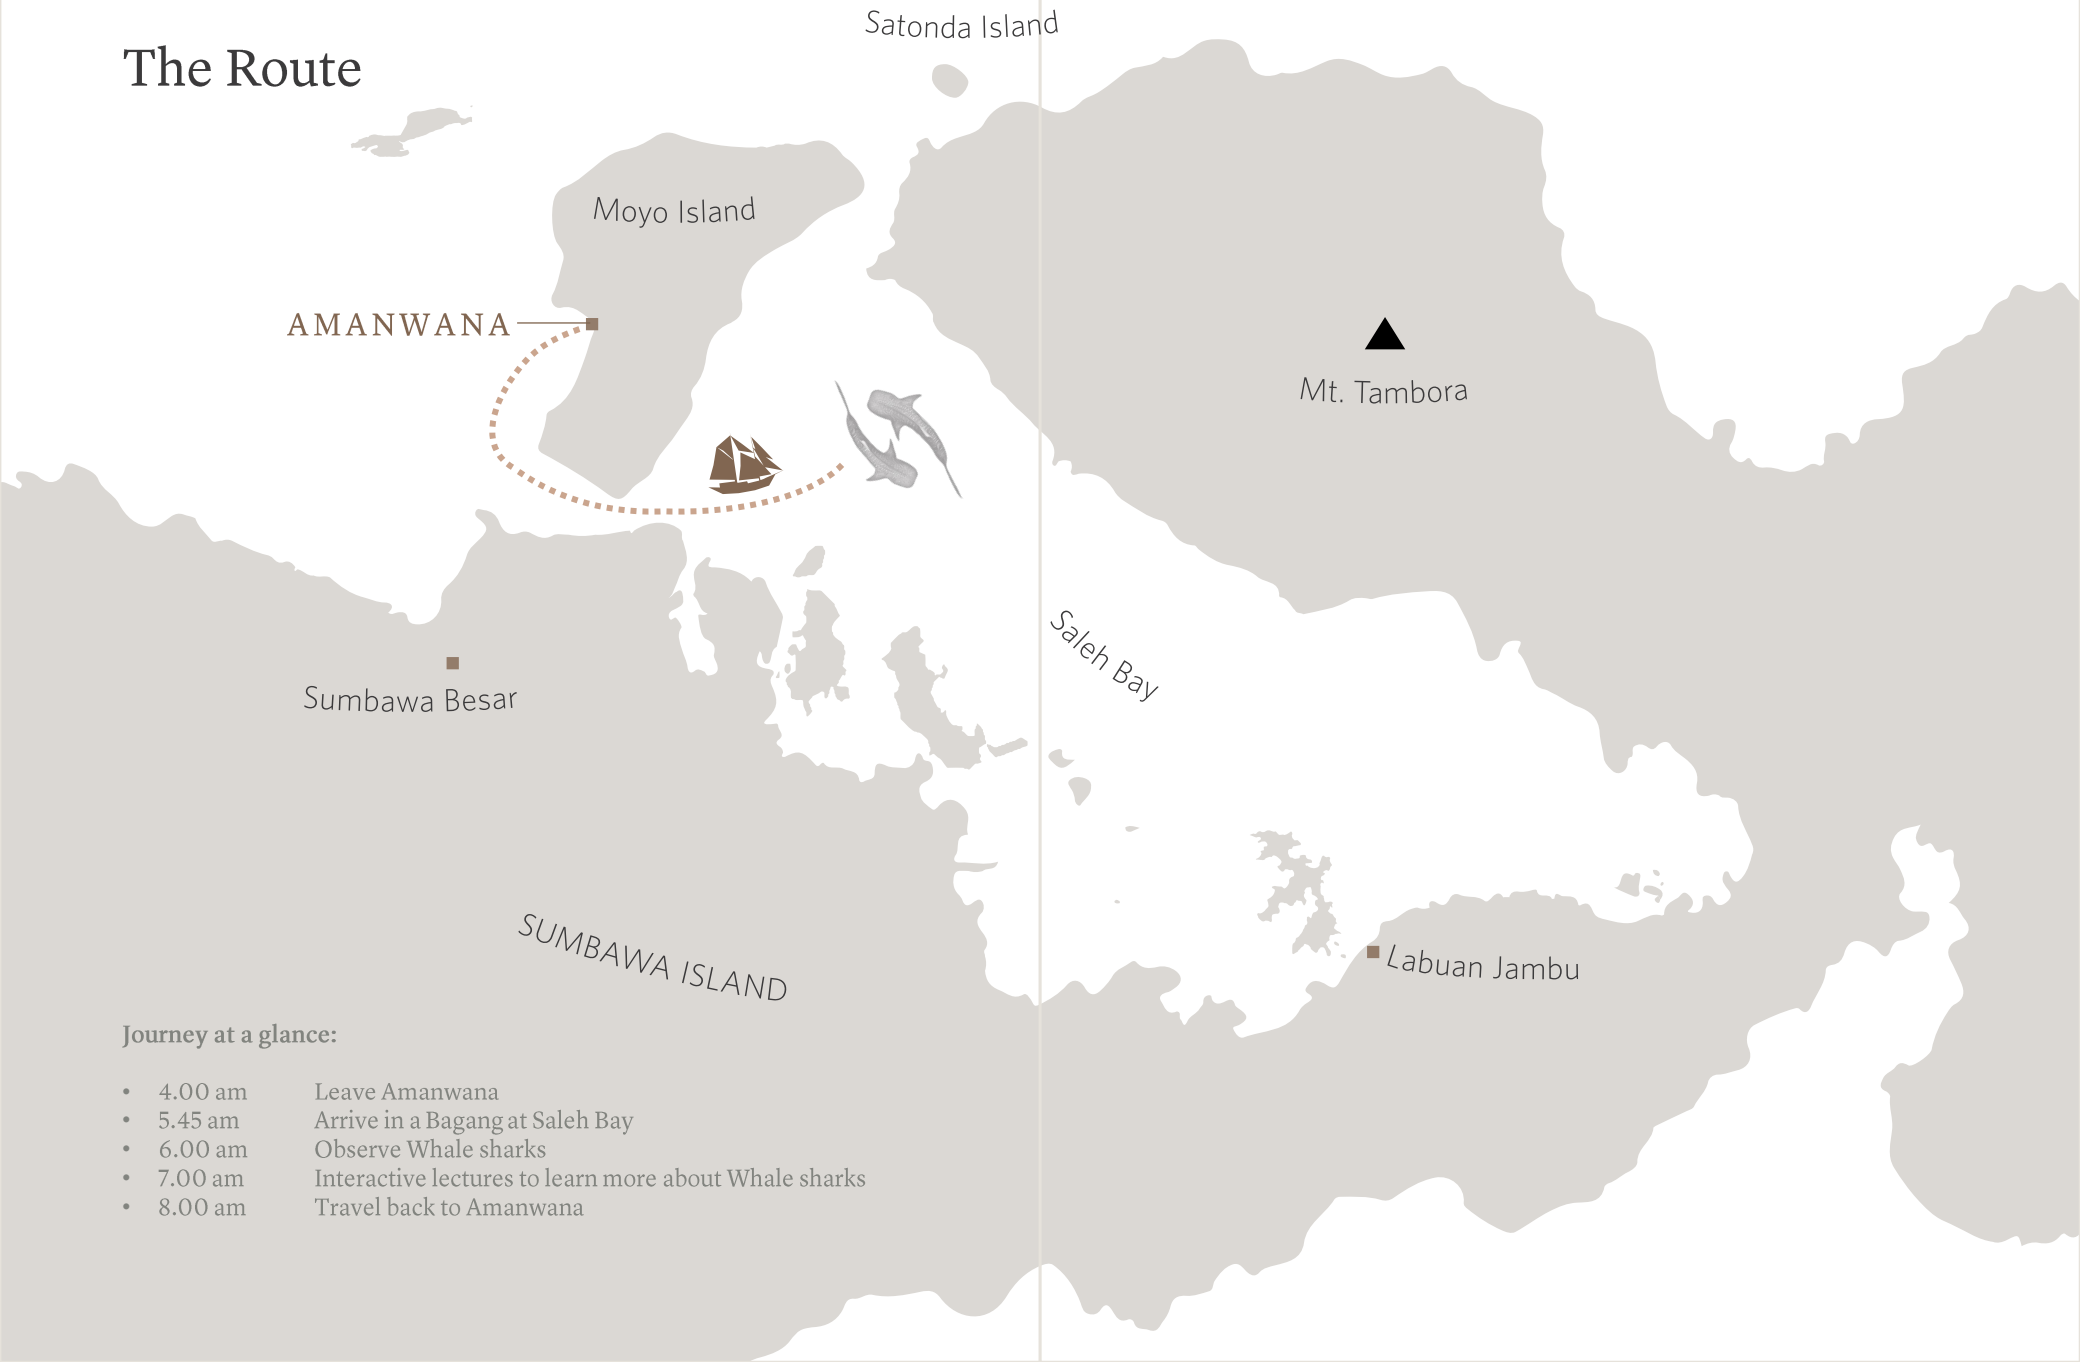 Satonda Island
The Route
Moyo Island
AMANWANA
Mt. Tambora
Saleh Bay
Sumbawa Besar
SUMBAWA ISLAND
Labuan Jambu
Journey at a glance:
• 4.00 am Leave Amanwana
• 5.45 am Arrive in a Bagang at Saleh Bay
• 6.00 am Observe Whale sharks
• 7.00 am Interactive lectures to learn more about Whale sharks
• 8.00 am Travel back to Amanwana